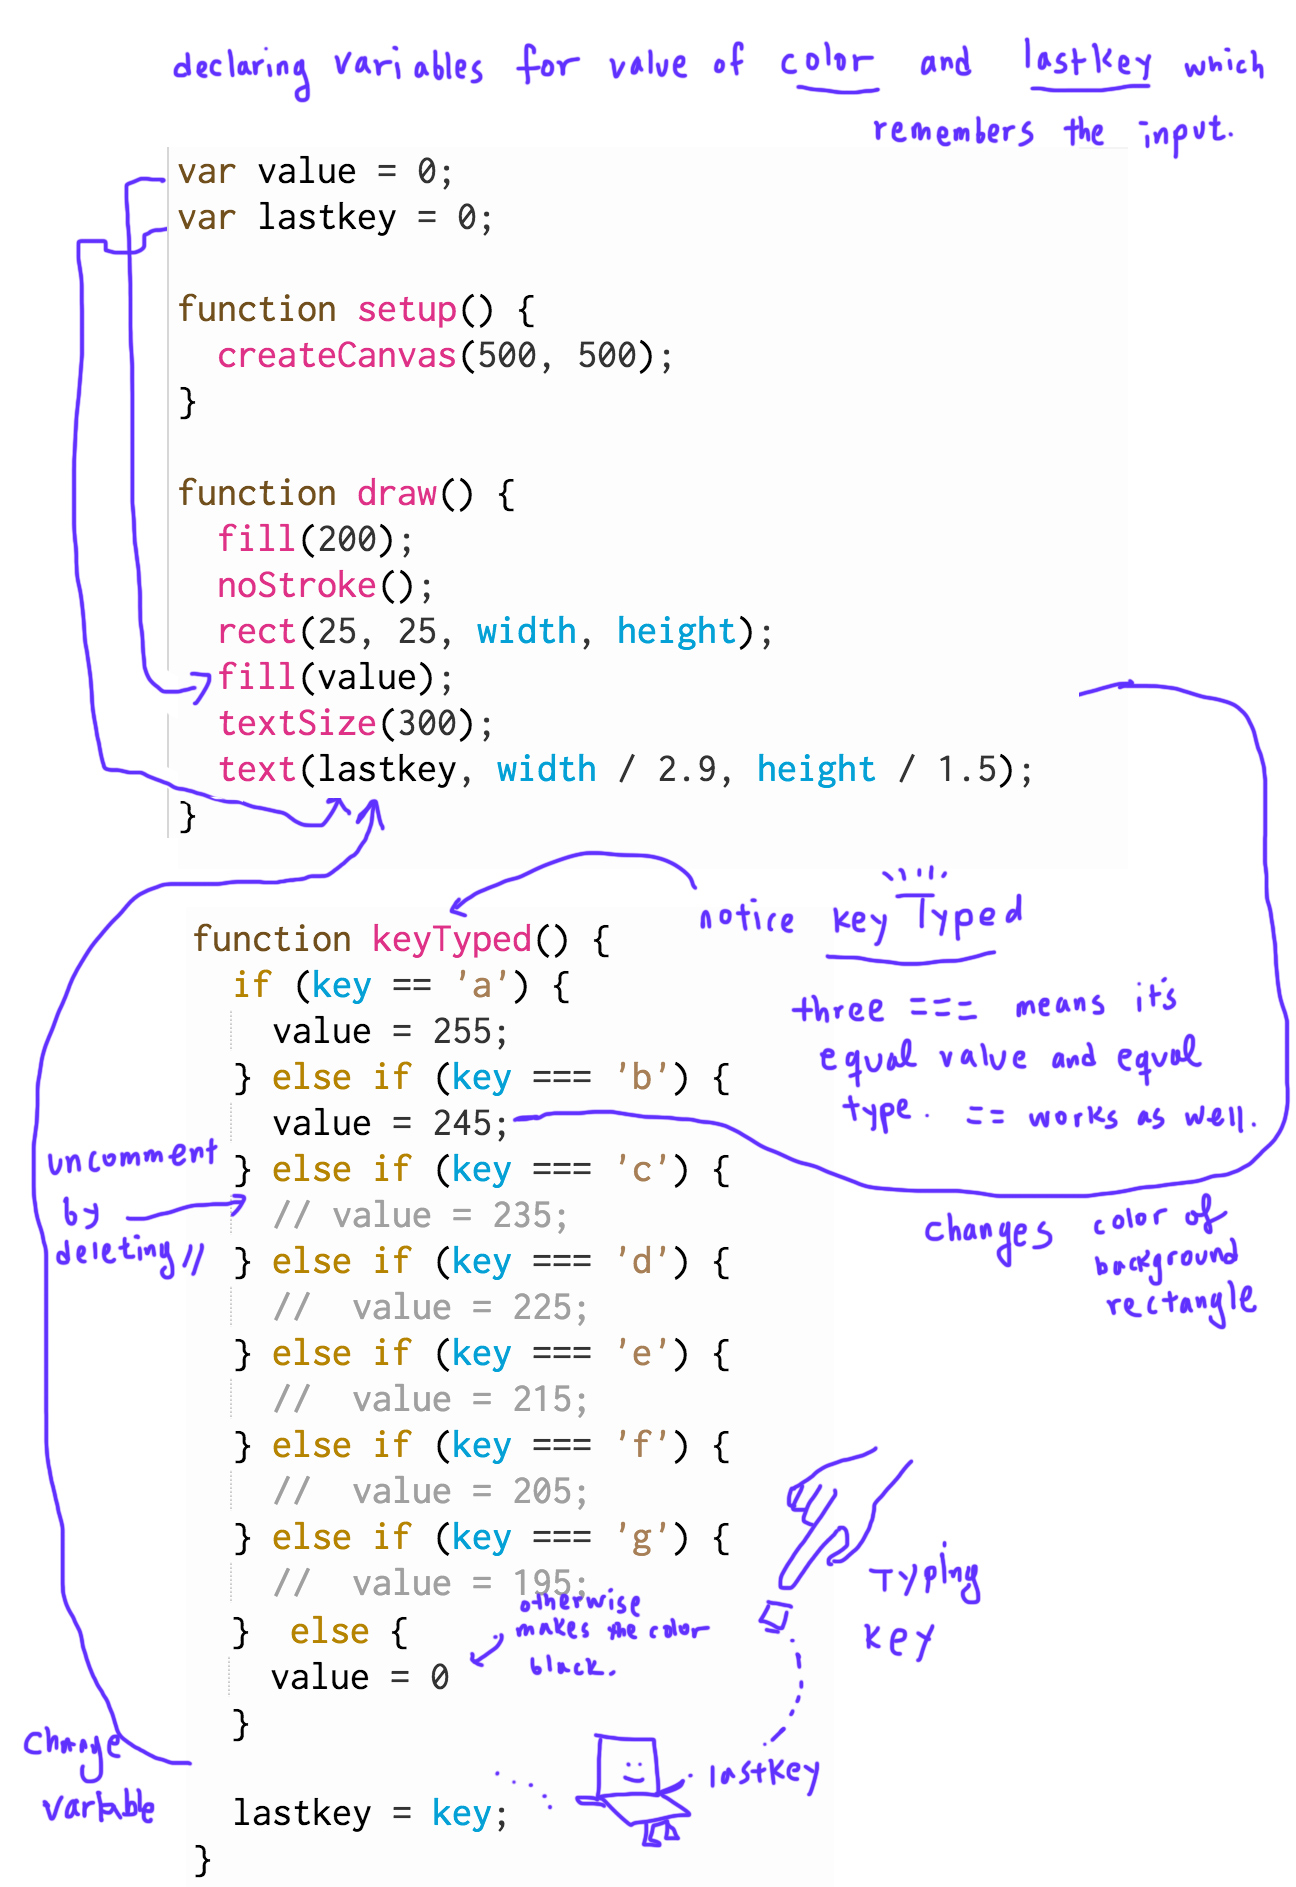 declaring variables for value of color and lastkey which
remembers the input.
var value = 0;
var lastkey = 0;
function setup() {
createCanvas(500, 500);
}
function draw() {
fill(200);
noStroke();
rect(25, 25, width, height);
fill(value);
textSize(300);
text(lastkey, width / 2.9, height / 1.5);
}
notice key Typed
function keyTyped() {
if (key == 'a') {
value = 255;
} else if (key === 'b') {
value = 245;
} else if (key === 'c') {
// value = 235;
} else if (key === 'd') {
//  value = 225;
} else if (key === 'e') {
//  value = 215;
} else if (key === 'f') {
//  value = 205;
} else if (key === 'g') {
//  value = 195;
}  else {
value = 0
}
lastkey = key;
}
three === means it's
equal value and equal
type. == works as well.
uncomment
by
deleting //
changes color of
background
rectangle
otherwise
makes the color
black.
Typing
key
lastkey
change
variable